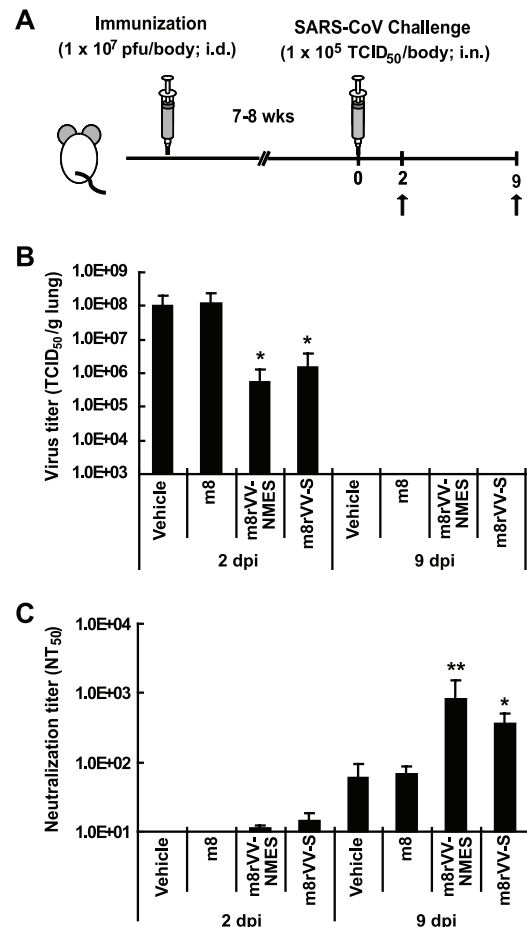 A
Immunization
(1 x 10⁷ pfu/body; i.d.)
SARS-CoV Challenge
(1 x 10⁵ TCID₅₀/body; i.n.)
7-8 wks
0
2
9
B
Virus titer (TCID₅₀/g lung)
1.0E+09
1.0E+08
1.0E+07
1.0E+06
1.0E+05
1.0E+04
1.0E+03
*
*
Vehicle
m8
m8rVV-
NMES
m8rVV-S
Vehicle
m8
m8rVV-
NMES
m8rVV-S
2 dpi
9 dpi
C
Neutralization titer (NT₅₀)
1.0E+04
1.0E+03
1.0E+02
1.0E+01
**
*
Vehicle
m8
m8rVV-
NMES
m8rVV-S
Vehicle
m8
m8rVV-
NMES
m8rVV-S
2 dpi
9 dpi